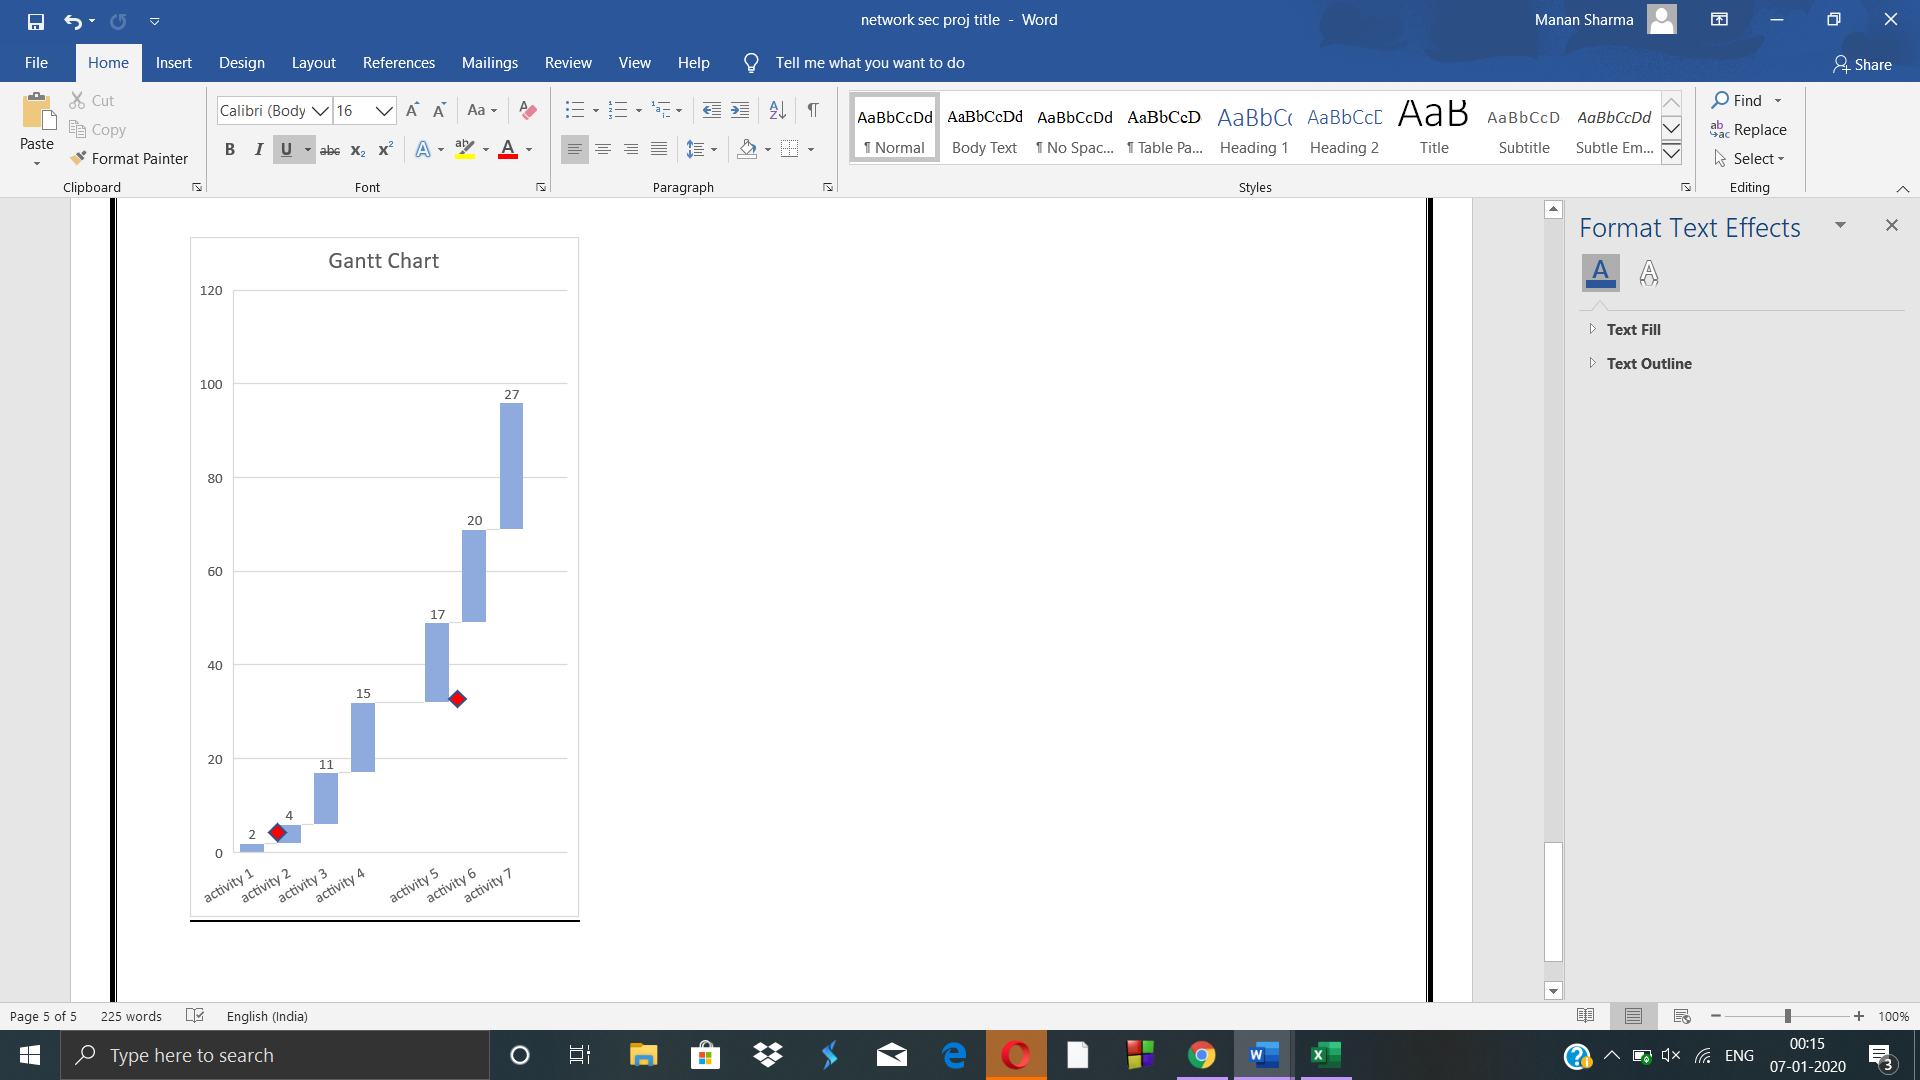 network sec proj title - Word
Manan Sharma
File Home Insert Design Layout References Mailings Review View Help Tell me what you want to do
Share
Paste
Cut
Copy
Format Painter
Clipboard
Calibri (Body 16
Aa
B I U abc x₂ x² A ab A
Font
Paragraph
AaBbCcDd AaBbCcDd AaBbCcDd AaBbCcD AaBbCc AaBbCcD AaB AaBbCcD AaBbCcDd
¶ Normal Body Text ¶ No Spac... ¶ Table Pa... Heading 1 Heading 2 Title Subtitle Subtle Em...
Styles
Find
Replace
Select
Editing
Gantt Chart
120
100
80
60
40
20
0
2
4
11
15
17
20
27
activity 1
activity 2
activity 3
activity 4
activity 5
activity 6
activity 7
Format Text Effects
Text Fill
Text Outline
Page 5 of 5 225 words English (India)
100%
Type here to search
ENG
00:15
07-01-2020
3